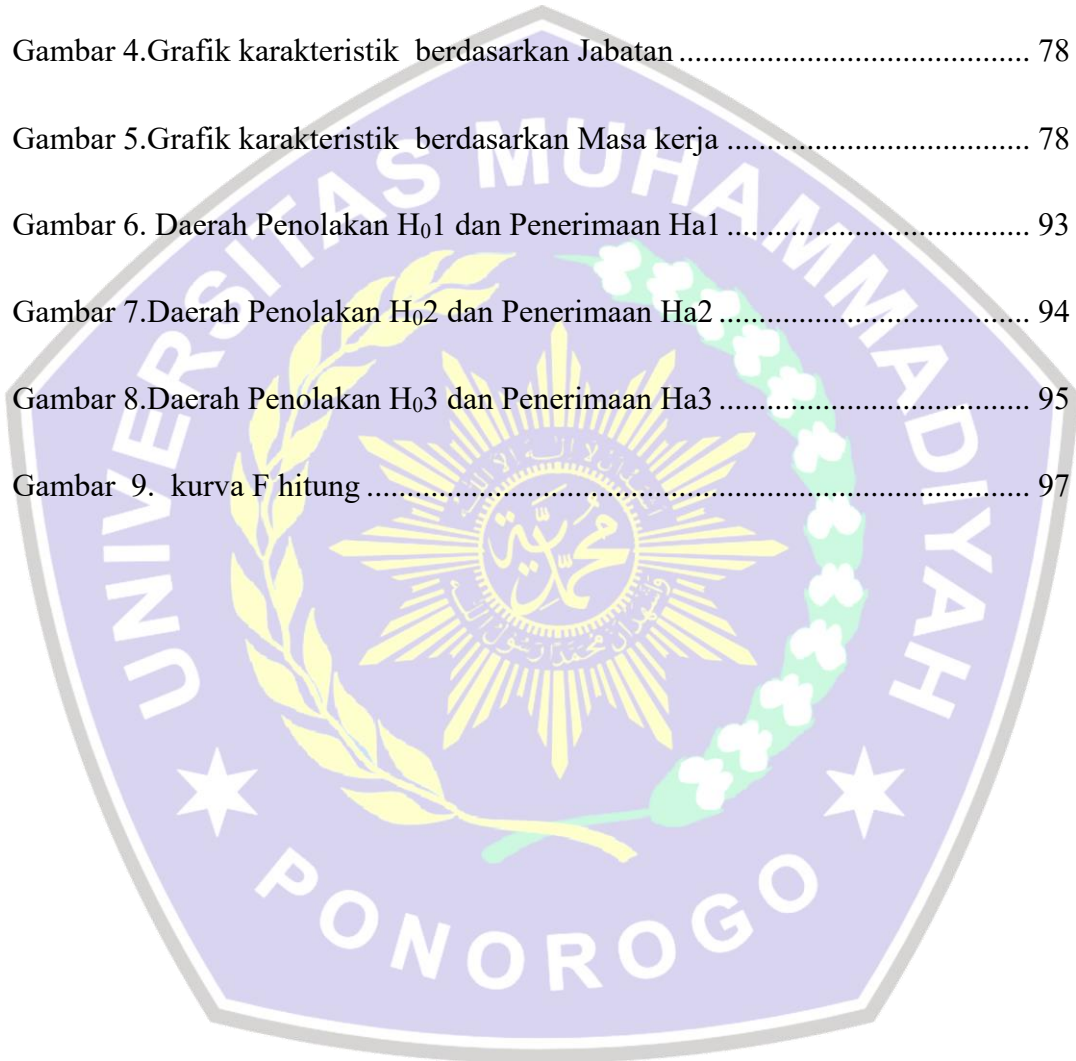 Gambar 4.Grafik karakteristik  berdasarkan Jabatan ............................................ 78
Gambar 5.Grafik karakteristik  berdasarkan Masa kerja ...................................... 78
Gambar 6. Daerah Penolakan H₀1 dan Penerimaan Ha1 ...................................... 93
Gambar 7.Daerah Penolakan H₀2 dan Penerimaan Ha2 ....................................... 94
Gambar 8.Daerah Penolakan H₀3 dan Penerimaan Ha3 ....................................... 95
Gambar  9.  kurva F hitung ................................................................................... 97
UNIVERSITAS MUHAMMADIYAH
PONOROGO
محمدية